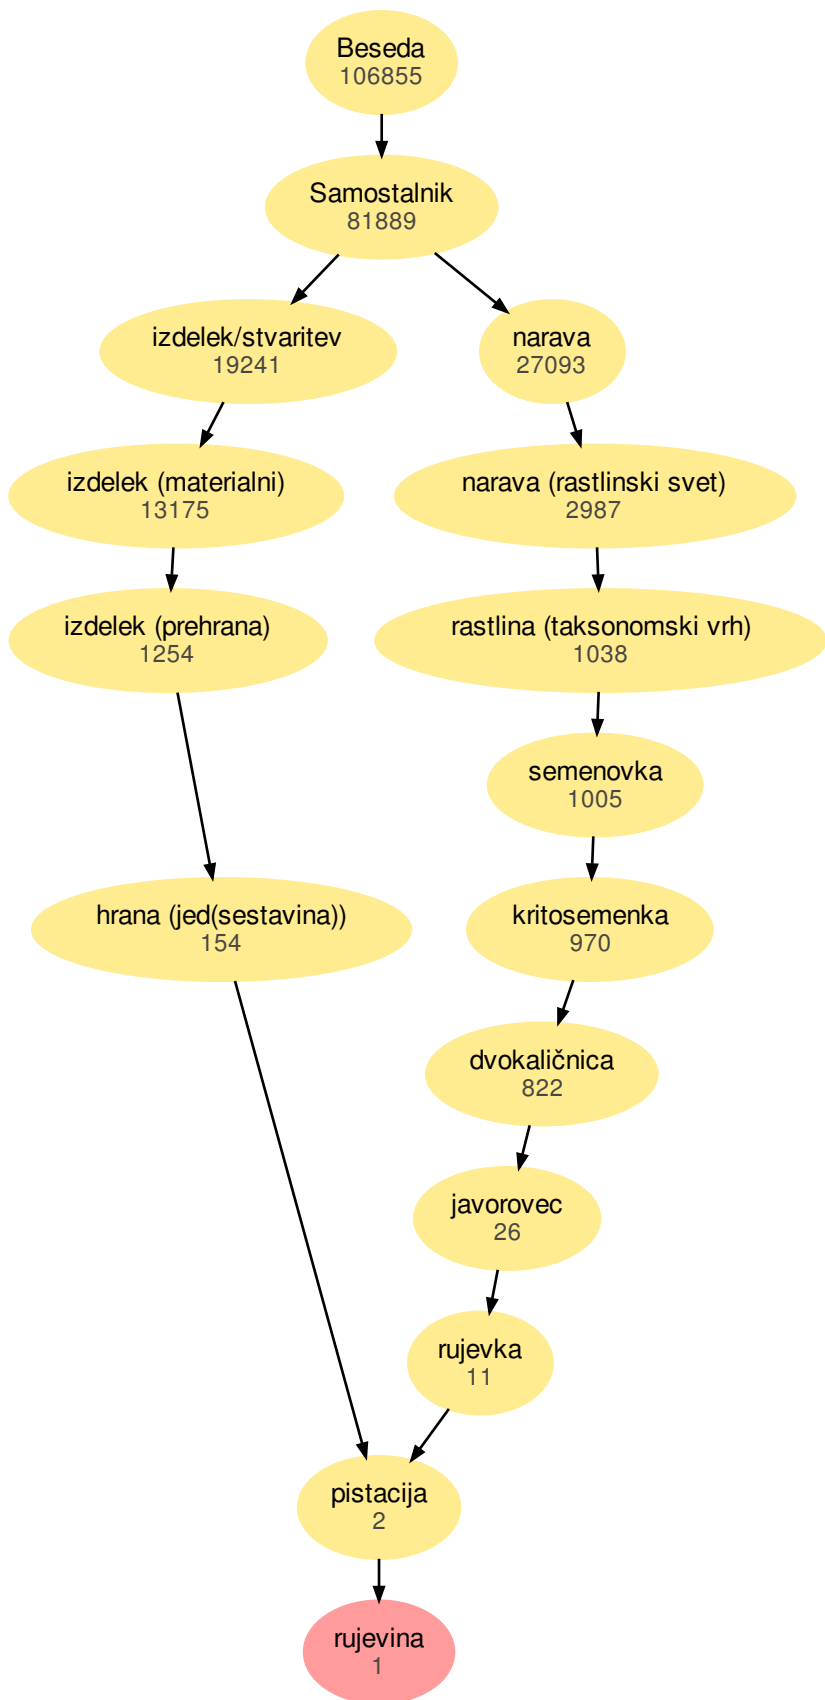 Beseda
106855
Samostalnik
81889
izdelek/stvaritev
19241
narava
27093
izdelek (materialni)
13175
narava (rastlinski svet)
2987
izdelek (prehrana)
1254
rastlina (taksonomski vrh)
1038
semenovka
1005
hrana (jed(sestavina))
154
kritosemenka
970
dvokaličnica
822
javorovec
26
rujevka
11
pistacija
2
rujevina
1